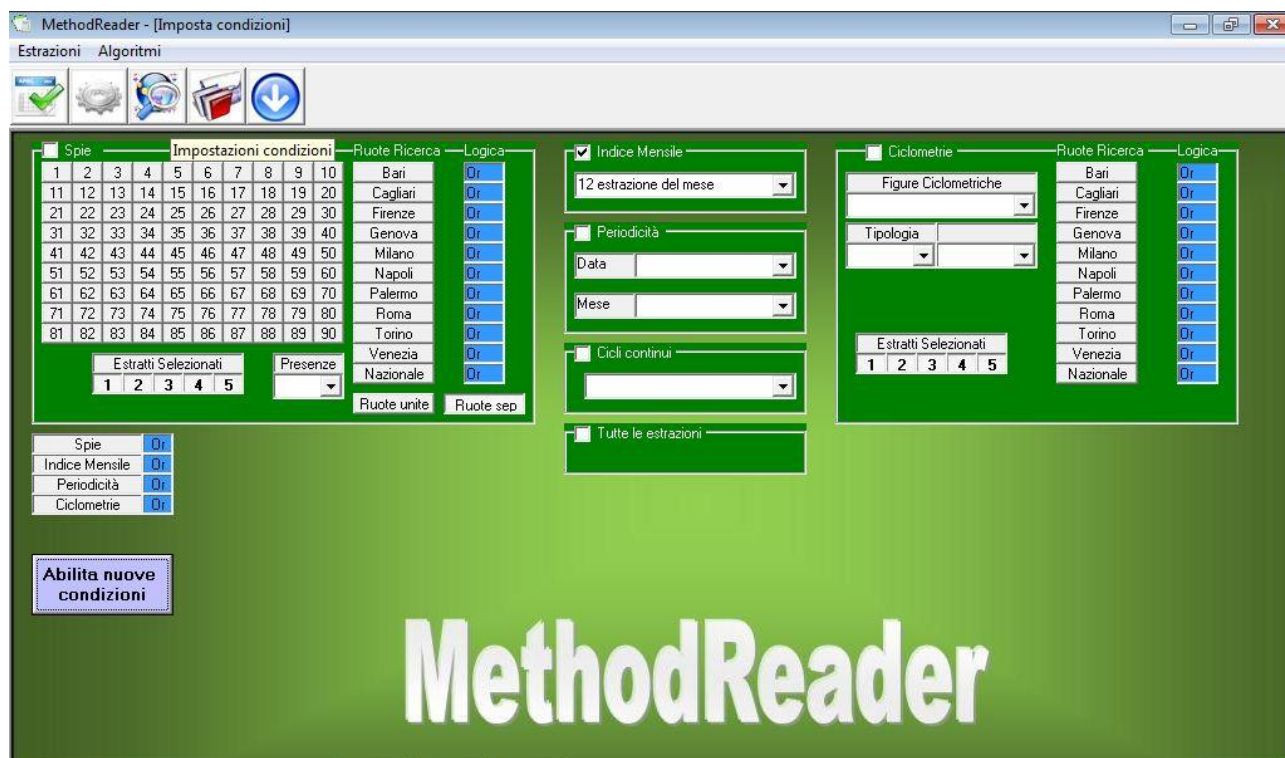 MethodReader - [Imposta condizioni]
Estrazioni Algoritmi
Spie Impostazioni condizioni Ruote Ricerca Logica
1 2 3 4 5 6 7 8 9 10 Bari Or
11 12 13 14 15 16 17 18 19 20 Cagliari Or
21 22 23 24 25 26 27 28 29 30 Firenze Or
31 32 33 34 35 36 37 38 39 40 Genova Or
41 42 43 44 45 46 47 48 49 50 Milano Or
51 52 53 54 55 56 57 58 59 60 Napoli Or
61 62 63 64 65 66 67 68 69 70 Palermo Or
71 72 73 74 75 76 77 78 79 80 Roma Or
81 82 83 84 85 86 87 88 89 90 Torino Or
Venezia Or
Nazionale Or
Estratti Selezionati Presenze
1 2 3 4 5
Ruote unite Ruote sep
Indice Mensile
12 estrazione del mese
Periodicità
Data
Mese
Cicli continui
Tutte le estrazioni
Ciclometrie Ruote Ricerca Logica
Figure Ciclometriche
Tipologia
Bari Or
Cagliari Or
Firenze Or
Genova Or
Milano Or
Napoli Or
Palermo Or
Roma Or
Torino Or
Venezia Or
Nazionale Or
Estratti Selezionati
1 2 3 4 5
Spie Or
Indice Mensile Or
Periodicità Or
Ciclometrie Or
Abilita nuove
condizioni
MethodReader